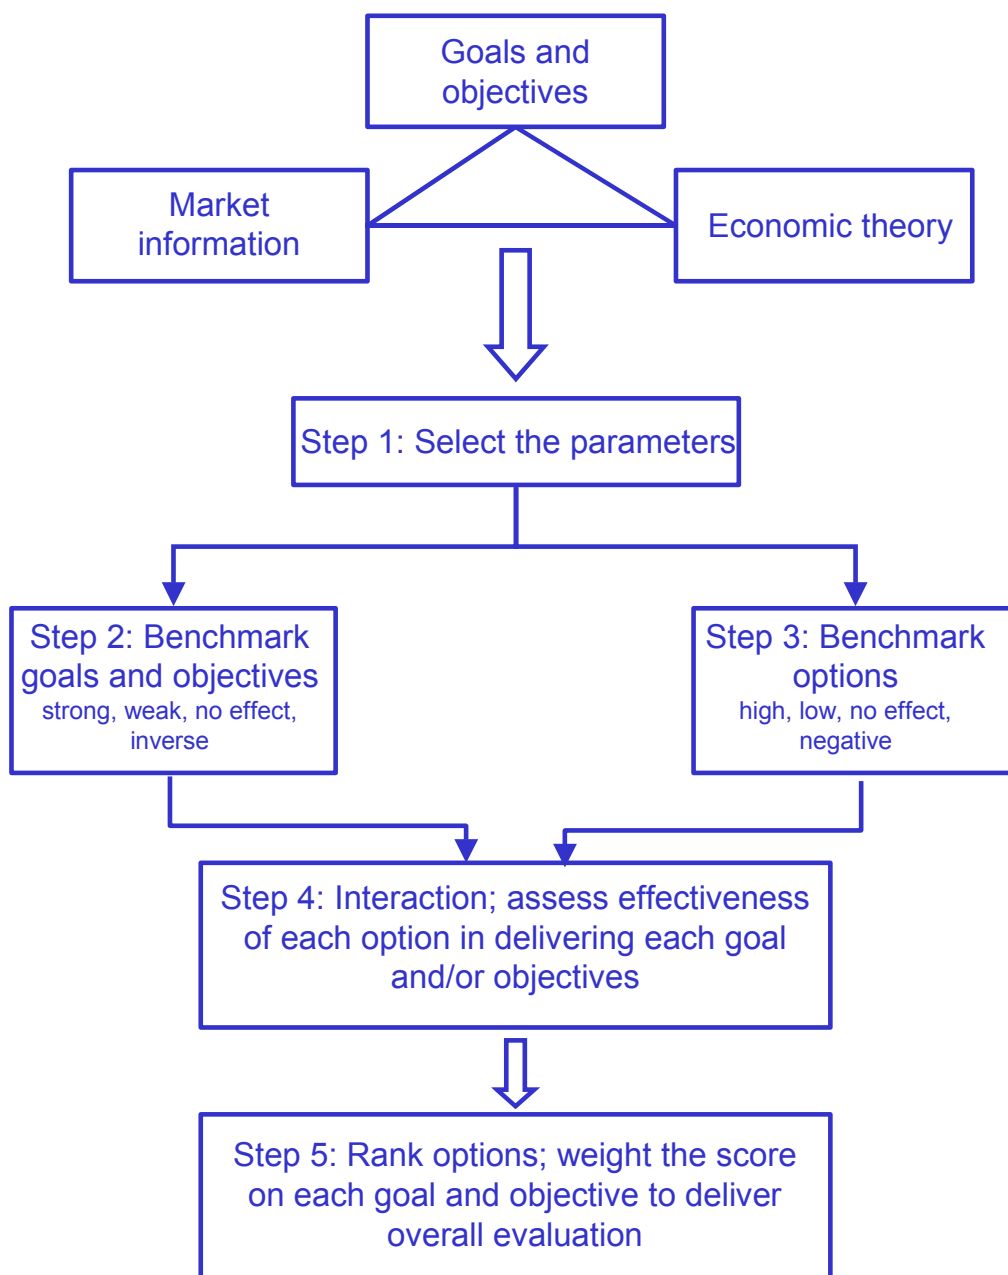 Goals and
objectives
Market
information
Economic theory
Step 1: Select the parameters
Step 2: Benchmark
goals and objectives
strong, weak, no effect,
inverse
Step 3: Benchmark
options
high, low, no effect,
negative
Step 4: Interaction; assess effectiveness
of each option in delivering each goal
and/or objectives
Step 5: Rank options; weight the score
on each goal and objective to deliver
overall evaluation